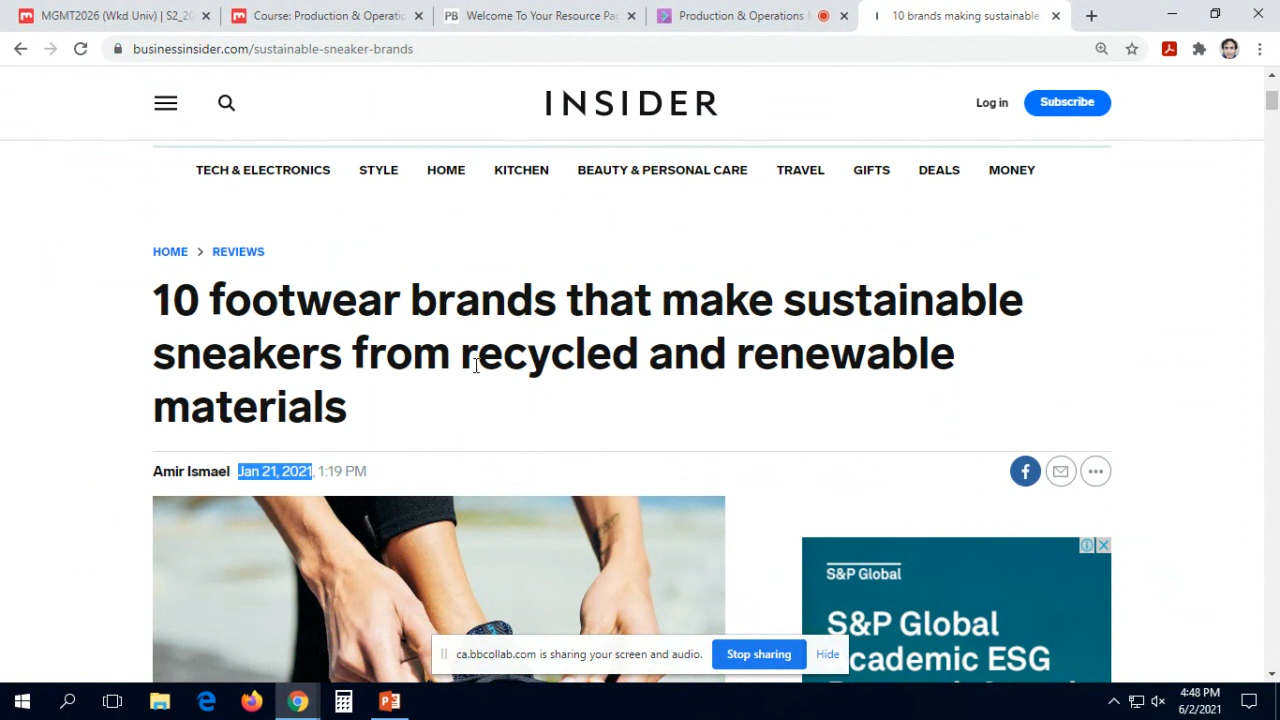 MGMT2026 (Wkd Univ) | S2_20
Course: Production & Operatio
PB Welcome To Your Resource Pag
Production & Operations M
10 brands making sustainable
businessinsider.com/sustainable-sneaker-brands
INSIDER
Log in
Subscribe
TECH & ELECTRONICS STYLE HOME KITCHEN BEAUTY & PERSONAL CARE TRAVEL GIFTS DEALS MONEY
HOME > REVIEWS
10 footwear brands that make sustainable
sneakers from recycled and renewable
materials
Amir Ismael Jan 21, 2021, 1:19 PM
S&P Global
S&P Global
Academic ESG
ca.bbcollab.com is sharing your screen and audio.
Stop sharing
Hide
4:48 PM
6/2/2021